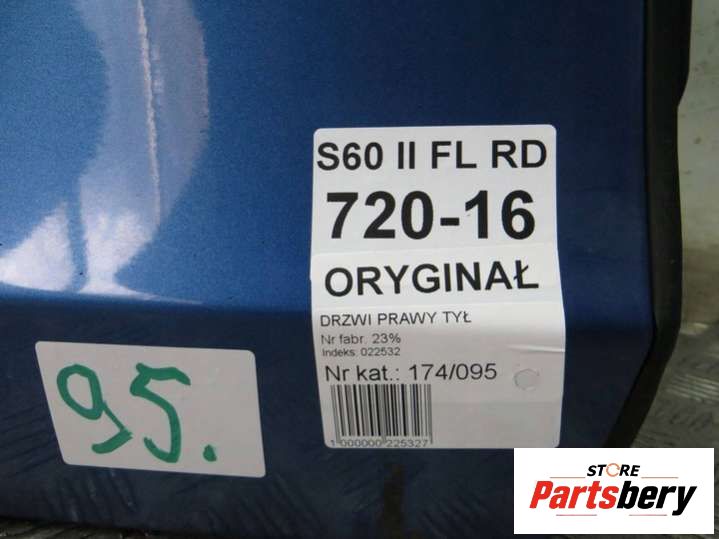 S60 II FL RD
720-16
ORYGINAŁ
DRZWI PRAWY TYŁ
Nr fabr. 23%
Indeks: 022532
Nr kat.: 174/095
1 000000 225327
95.
STORE
Partsbery